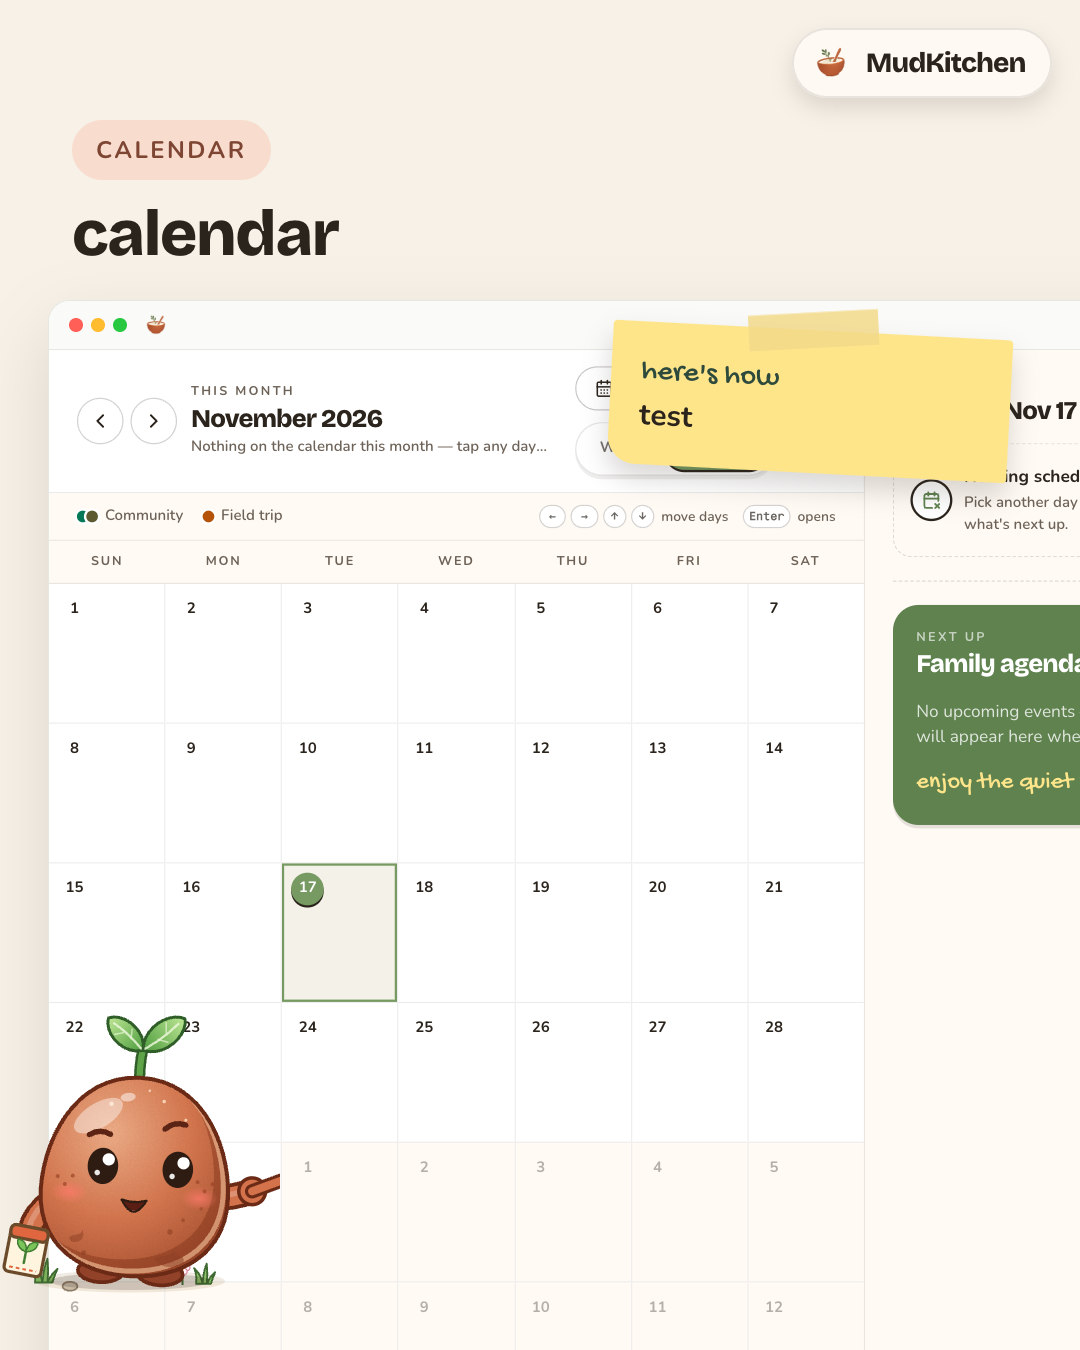 MudKitchen
CALENDAR
calendar
THIS MONTH
November 2026
Nothing on the calendar this month — tap any day...
here's how
test
Nov 17
Pick another day
what's next up.
Community
Field trip
← → ↑ ↓ move days Enter opens
SUN MON TUE WED THU FRI SAT
1 2 3 4 5 6 7
8 9 10 11 12 13 14
15 16 17 18 19 20 21
22 23 24 25 26 27 28
1 2 3 4 5
6 7 8 9 10 11 12
NEXT UP
Family agenda
No upcoming events
will appear here
enjoy the quiet